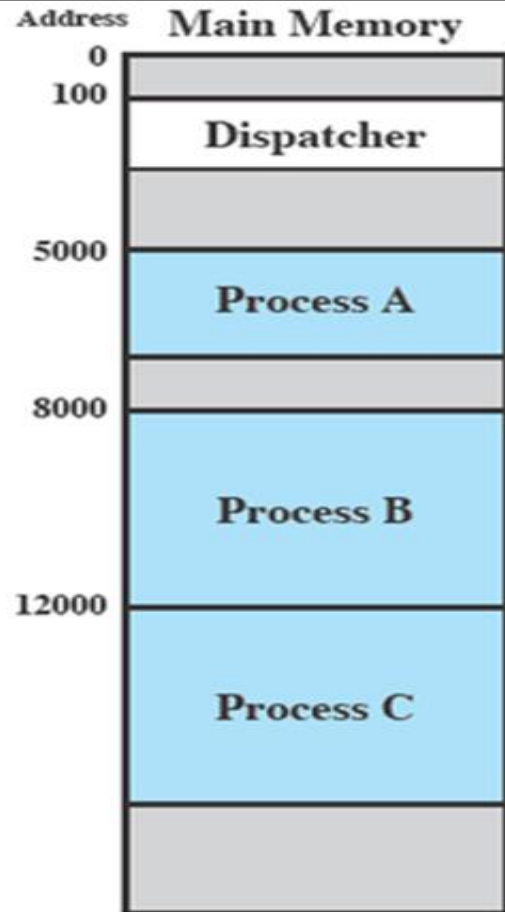 Address Main Memory
0
100
Dispatcher
5000
Process A
8000
Process B
12000
Process C